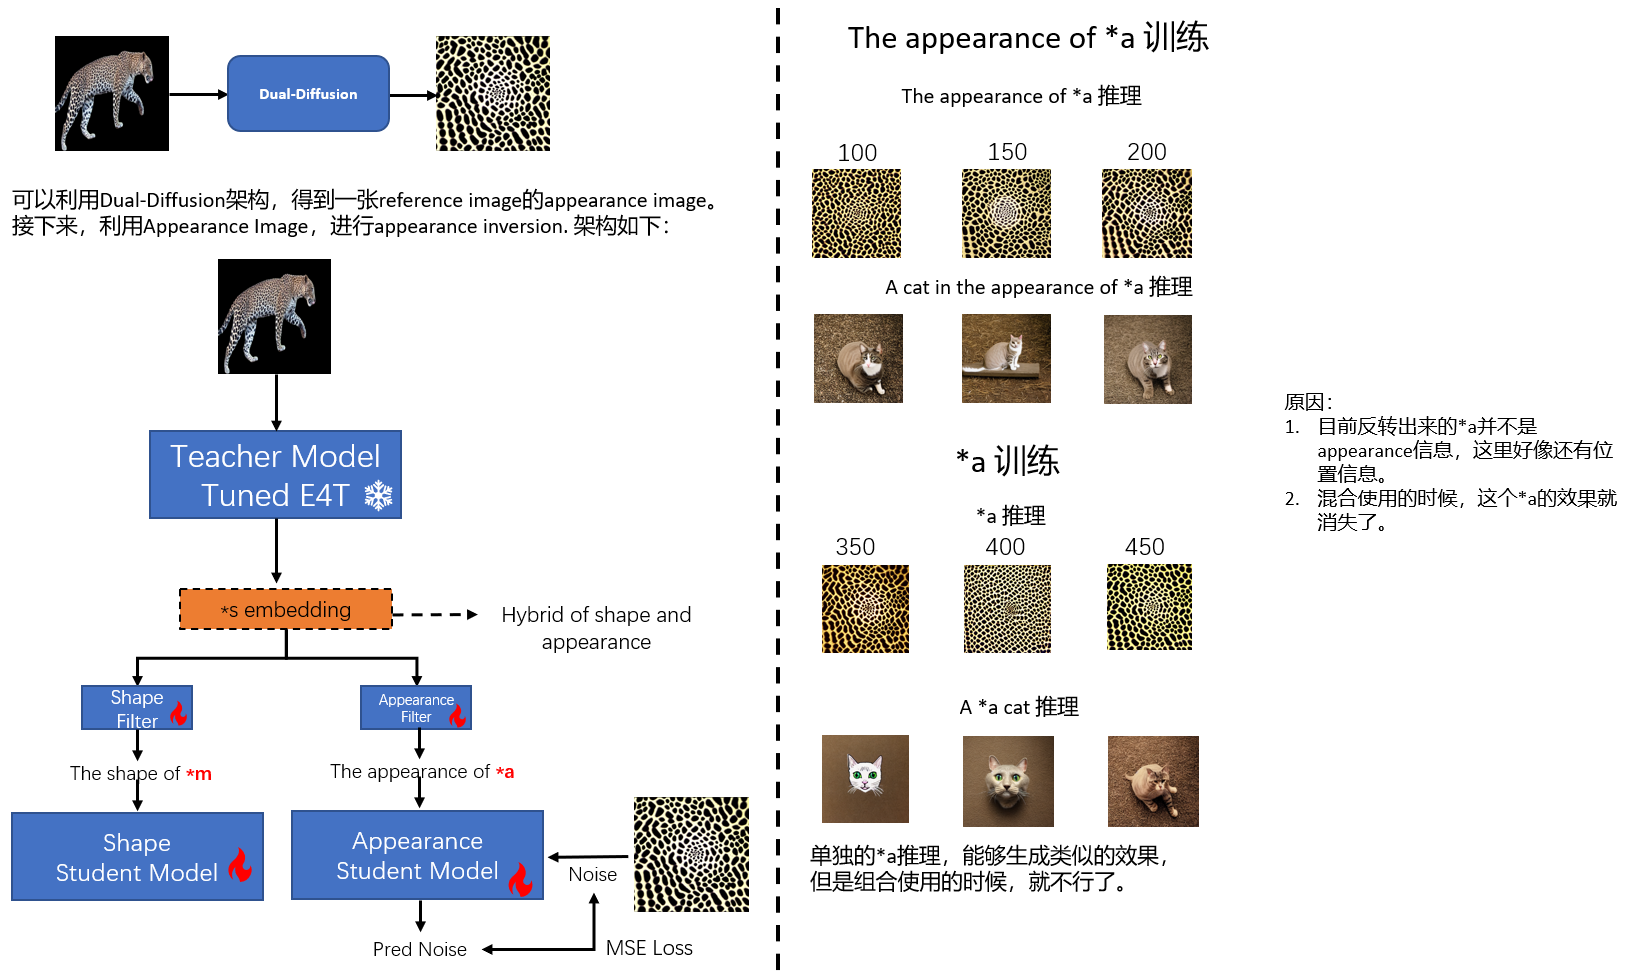 Dual-Diffusion
可以利用Dual-Diffusion架构，得到一张reference image的appearance image。
接下来，利用Appearance Image，进行appearance inversion. 架构如下：
Teacher Model
Tuned E4T
*s embedding
Hybrid of shape and
appearance
Shape
Filter
Appearance
Filter
The shape of *m
The appearance of *a
Shape
Student Model
Appearance
Student Model
Noise
Pred Noise
MSE Loss
The appearance of *a 训练
The appearance of *a 推理
100 150 200
A cat in the appearance of *a 推理
*a 训练
*a 推理
350 400 450
A *a cat 推理
单独的*a推理，能够生成类似的效果，
但是组合使用的时候，就不行了。
原因：
1. 目前反转出来的*a并不是
appearance信息，这里好像还有位
置信息。
2. 混合使用的时候，这个*a的效果就
消失了。